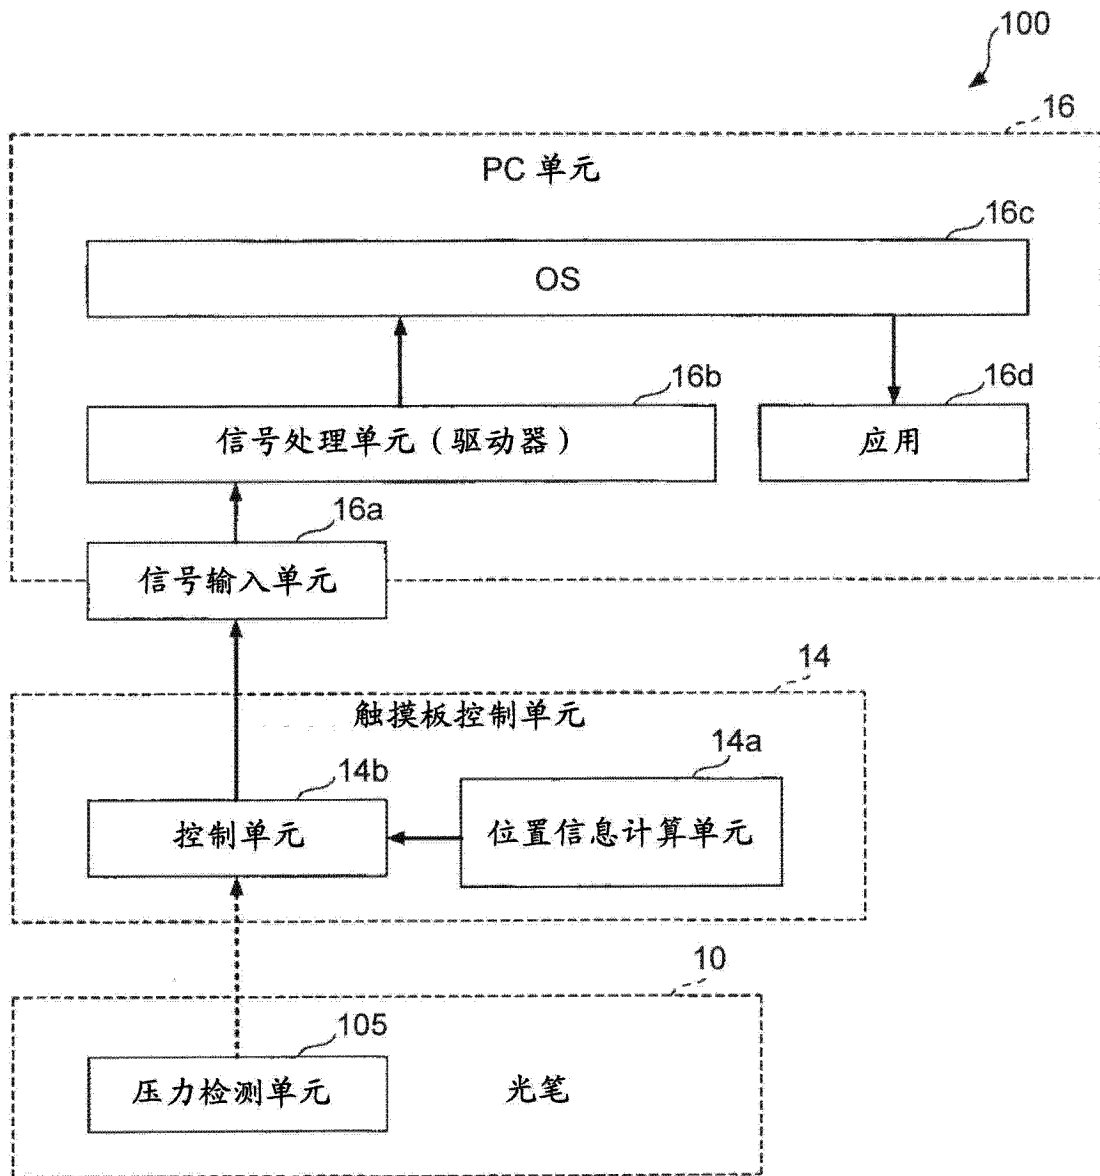 100
16
PC 单元
16c
OS
16b
16d
信号处理单元（驱动器）
应用
16a
信号输入单元
14
触摸板控制单元
14a
14b
位置信息计算单元
控制单元
10
105
压力检测单元
光笔